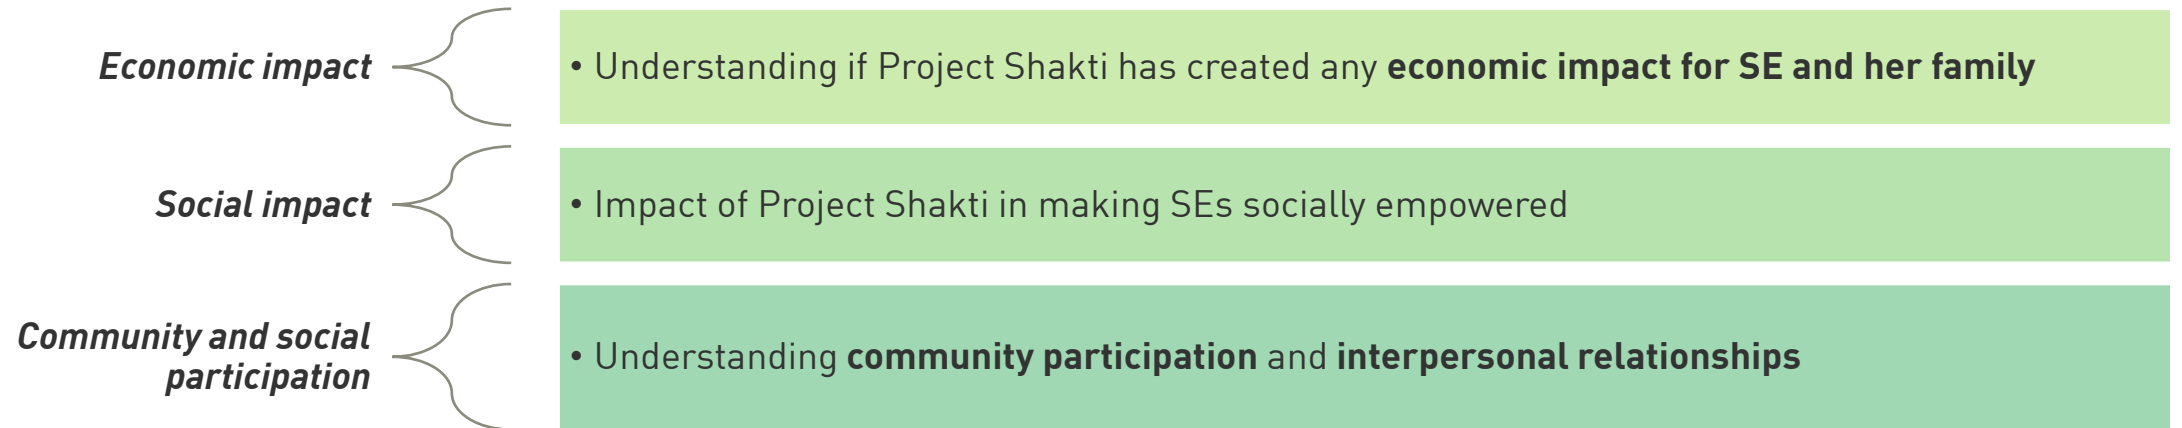 Economic impact
• Understanding if Project Shakti has created any economic impact for SE and her family
Social impact
• Impact of Project Shakti in making SEs socially empowered
Community and social
participation
• Understanding community participation and interpersonal relationships